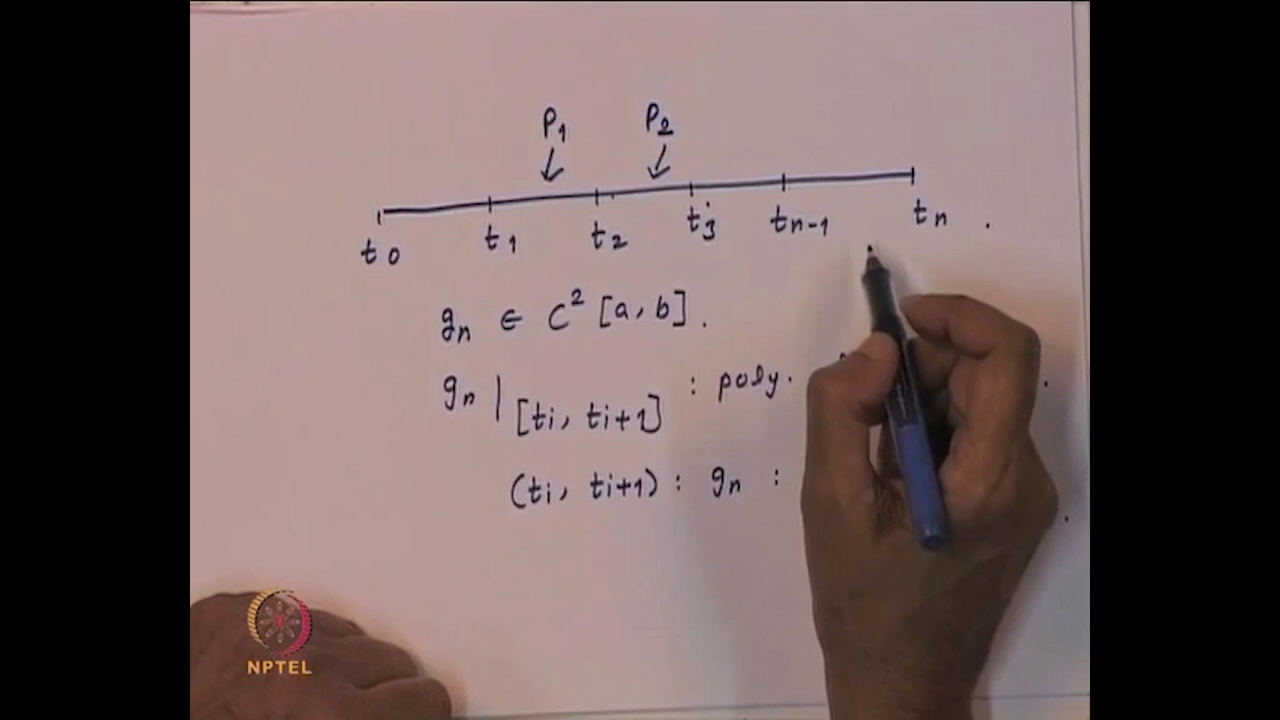 P1 P2
t0 t1 t2 t3 tn-1 tn .
gn ∈ C² [a, b].
gn | [ti, ti+1] : poly.
(ti, ti+1) : gn :
NPTEL